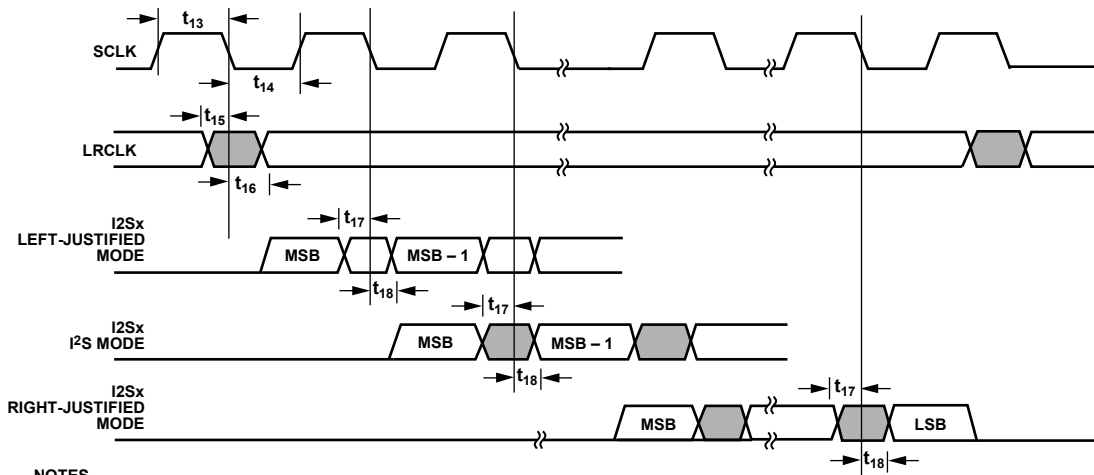 t13
SCLK
t14
t15
LRCLK
t16
I2Sx
LEFT-JUSTIFIED
MODE
t17
MSB
MSB – 1
t18
I2Sx
I2S MODE
t17
MSB
MSB – 1
t18
I2Sx
RIGHT-JUSTIFIED
MODE
t17
MSB
LSB
t18
NOTES